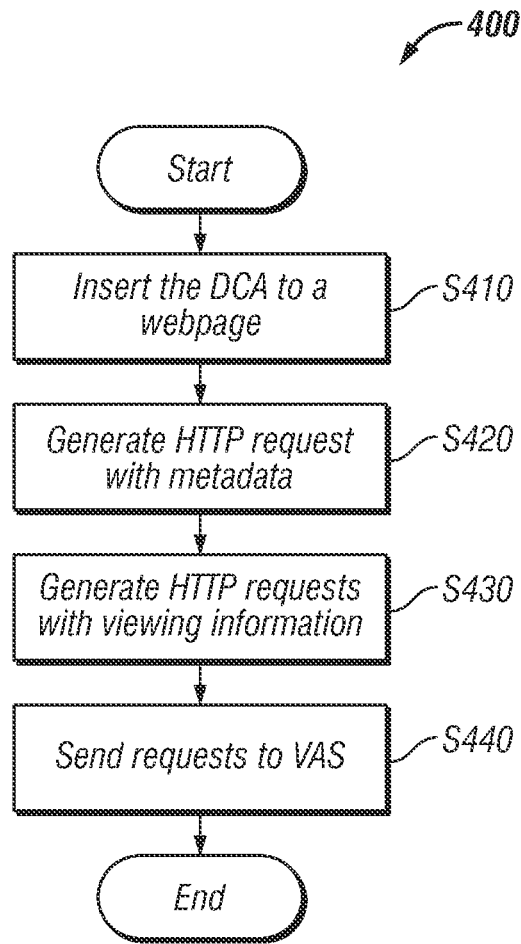 400
Start
Insert the DCA to a
webpage
S410
Generate HTTP request
with metadada
S420
Generate HTTP requests
with viewing information
S430
Send requests to VAS
S440
End